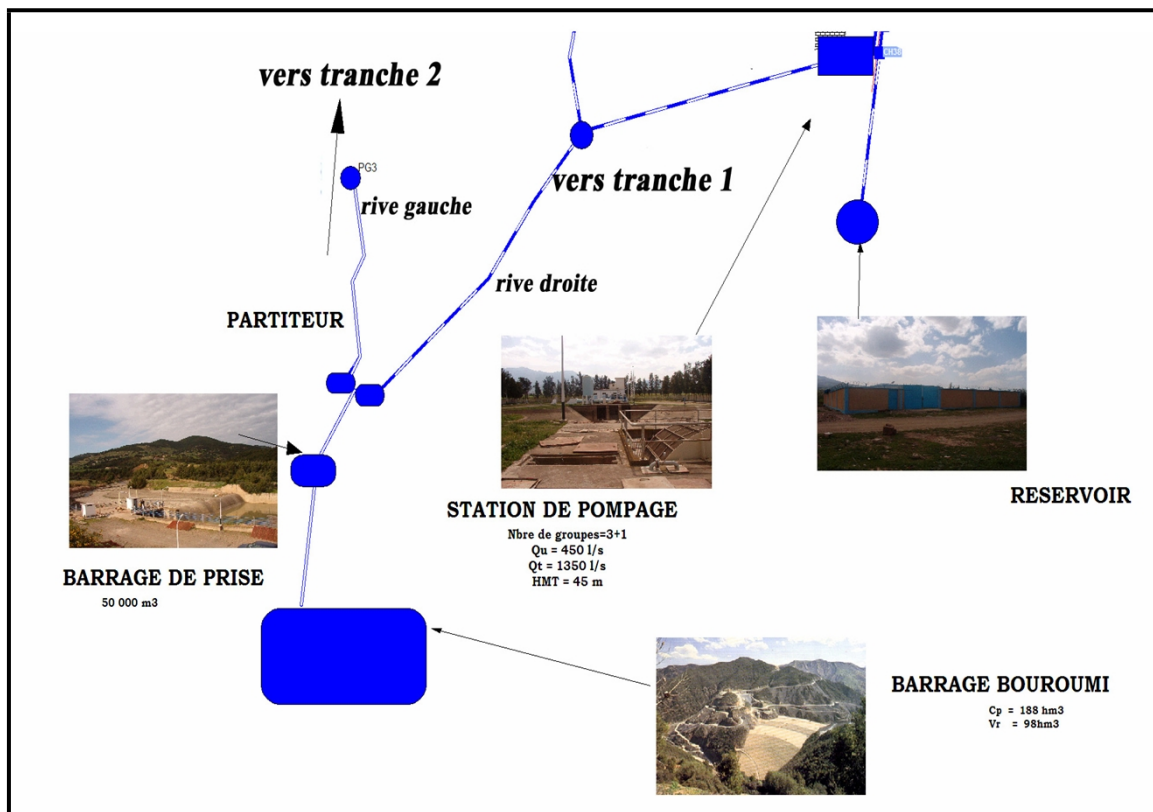 CH30
vers tranche 2
PG3
vers tranche 1
rive gauche
rive droite
PARTITEUR
STATION DE POMPAGE
Nbre de groupes=3+1
Qu = 450 l/s
Qt = 1350 l/s
HMT = 45 m
RESERVOIR
BARRAGE DE PRISE
50 000 m3
BARRAGE BOUROUMI
Cp = 188 hm3
Vr = 98hm3